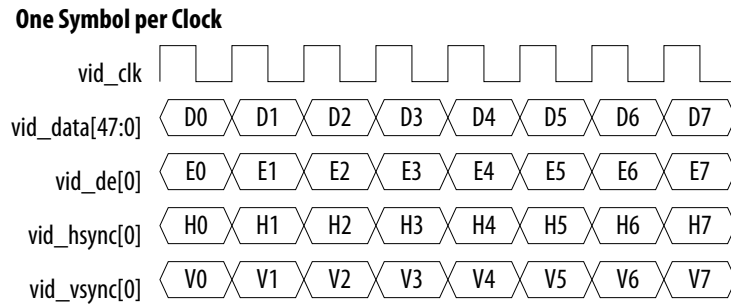 One Symbol per Clock
vid_clk
vid_data[47:0] D0 D1 D2 D3 D4 D5 D6 D7
vid_de[0] E0 E1 E2 E3 E4 E5 E6 E7
vid_hsync[0] H0 H1 H2 H3 H4 H5 H6 H7
vid_vsync[0] V0 V1 V2 V3 V4 V5 V6 V7